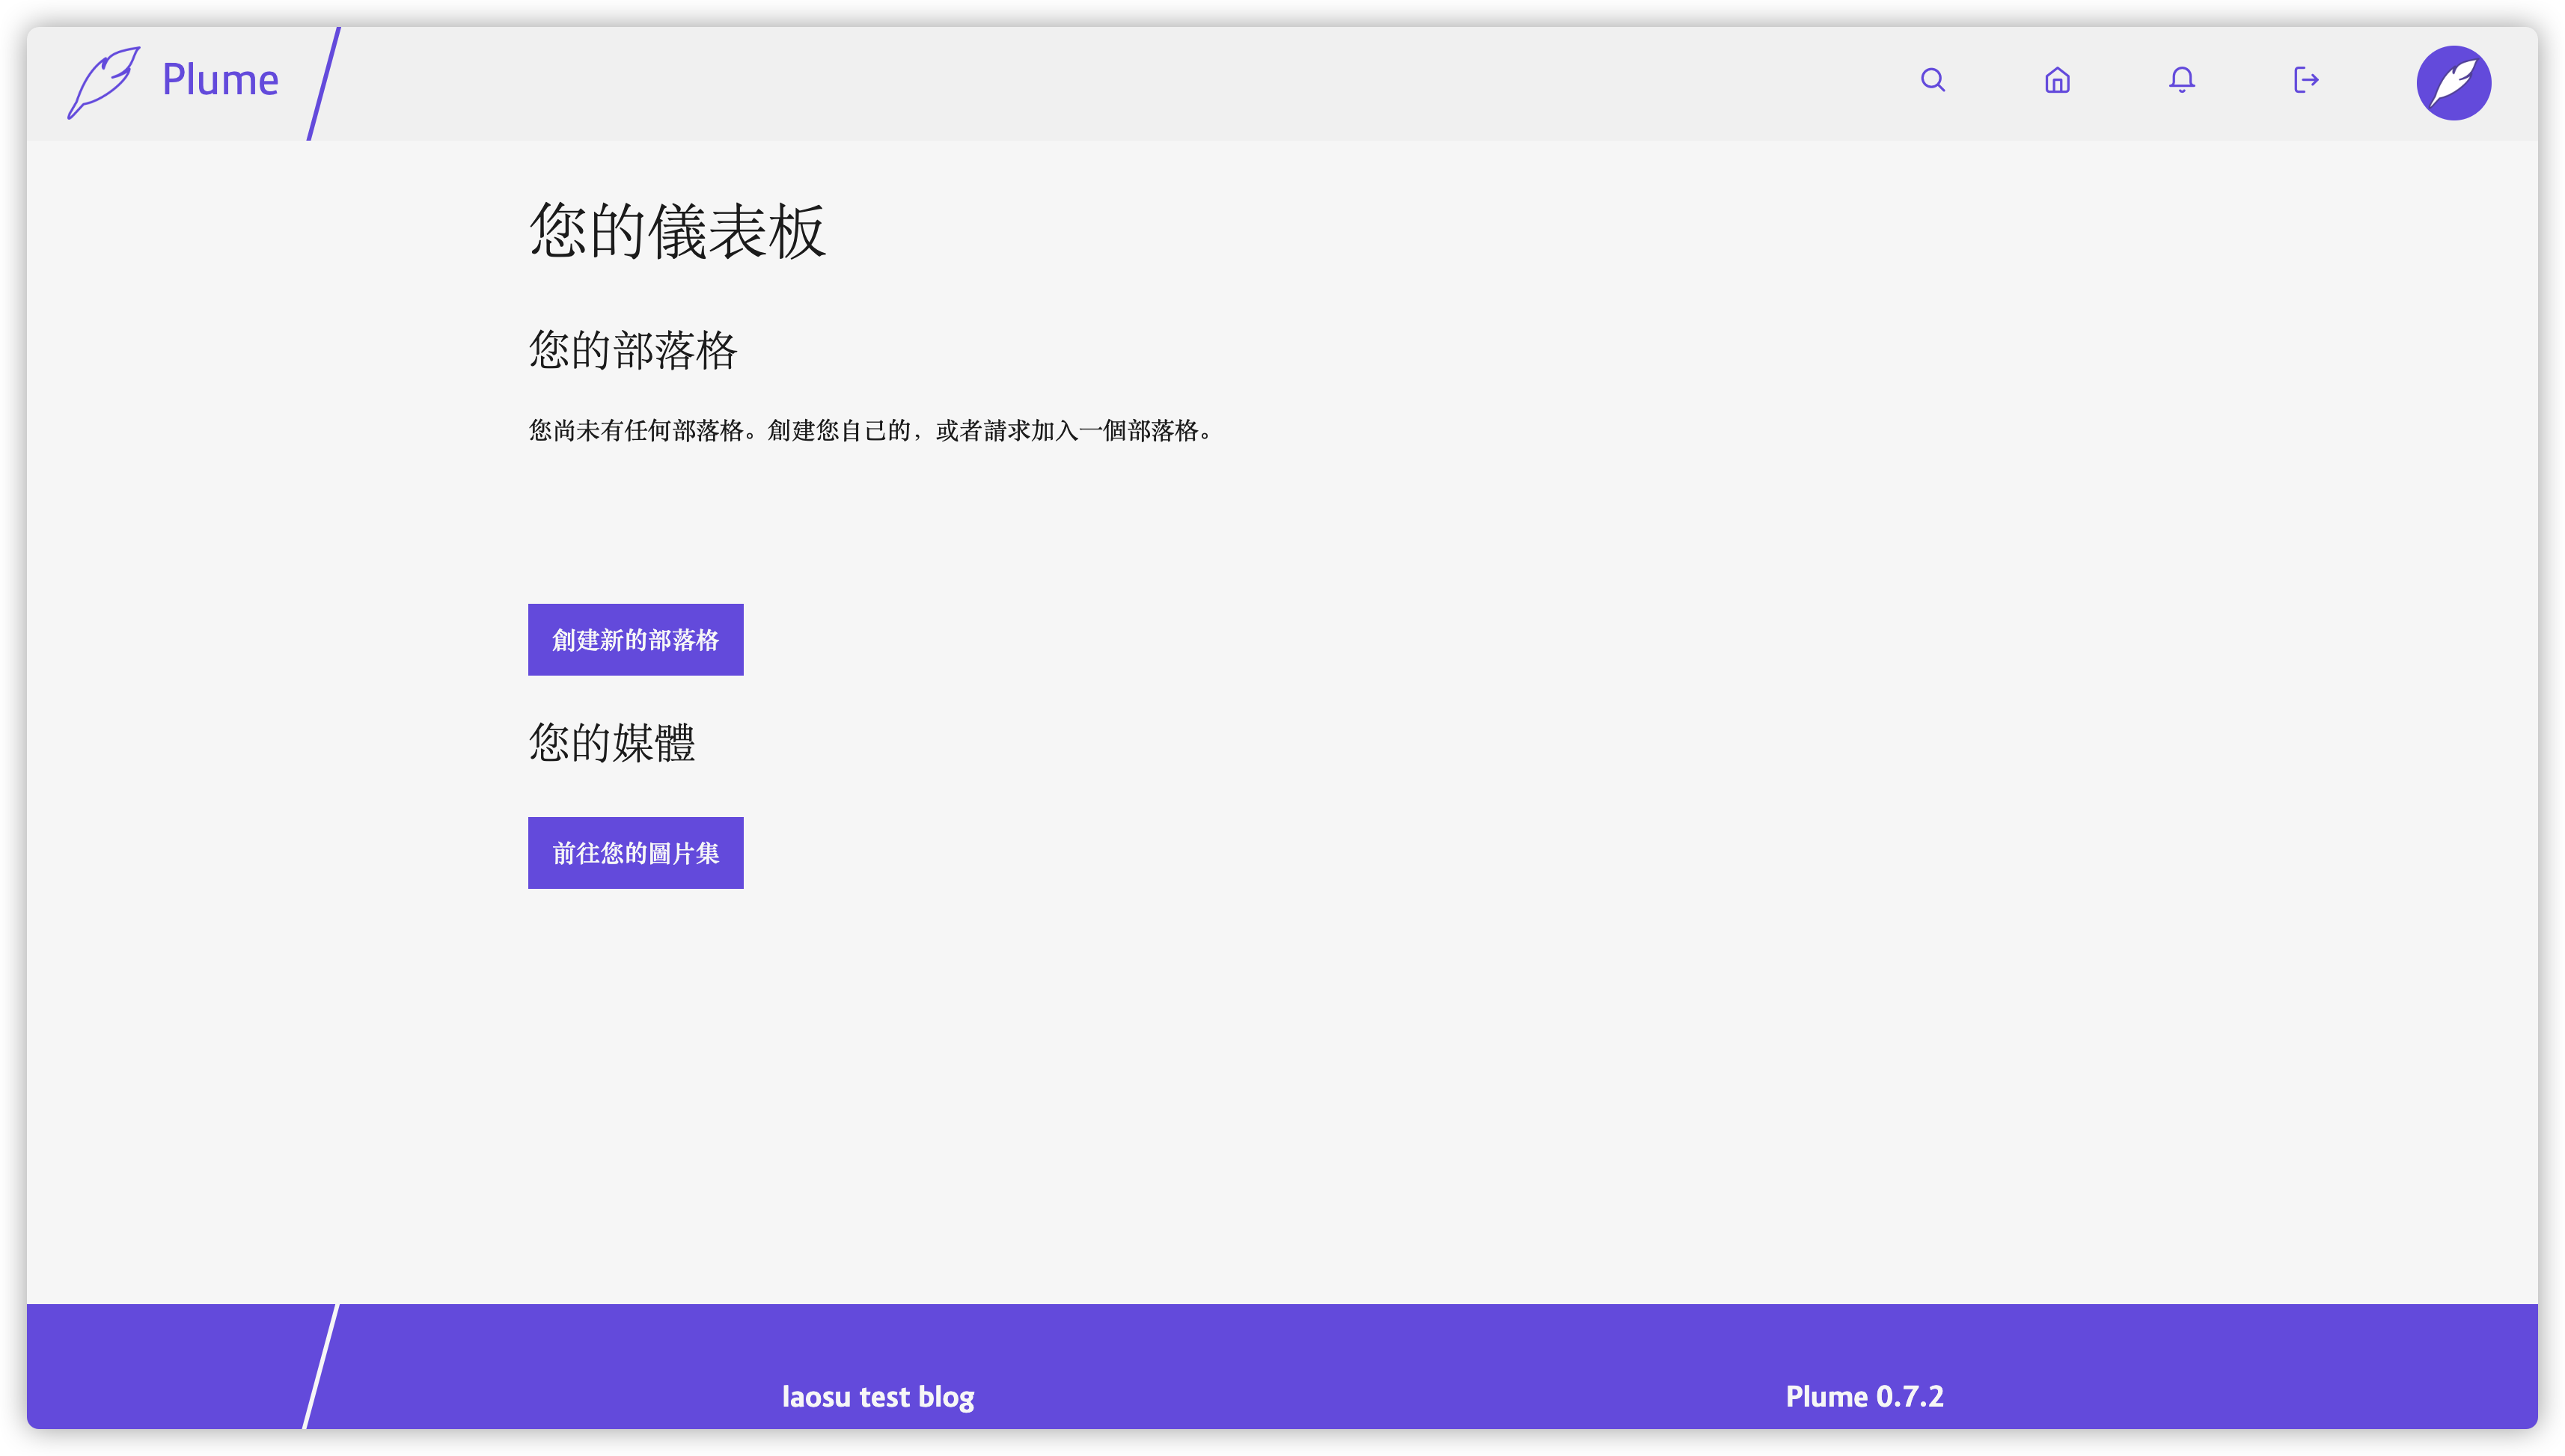 Plume
您的儀表板
您的部落格
您尚未有任何部落格。創建您自己的，或者請求加入一個部落格。
創建新的部落格
您的媒體
前往您的圖片集
laosu test blog
Plume 0.7.2